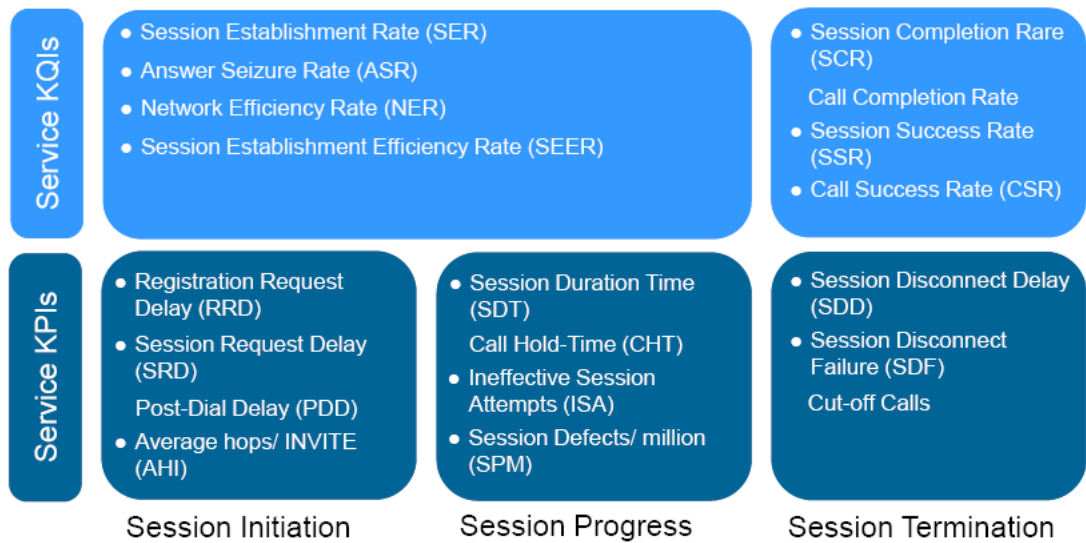 Service KQIs
● Session Establishment Rate (SER)
● Answer Seizure Rate (ASR)
● Network Efficiency Rate (NER)
● Session Establishment Efficiency Rate (SEER)
● Session Completion Rare
(SCR)
Call Completion Rate
● Session Success Rate
(SSR)
● Call Success Rate (CSR)
Service KPIs
● Registration Request
Delay (RRD)
● Session Request Delay
(SRD)
Post-Dial Delay (PDD)
● Average hops/ INVITE
(AHI)
● Session Duration Time
(SDT)
Call Hold-Time (CHT)
● Ineffective Session
Attempts (ISA)
● Session Defects/ million
(SPM)
● Session Disconnect Delay
(SDD)
● Session Disconnect
Failure (SDF)
Cut-off Calls
Session Initiation
Session Progress
Session Termination